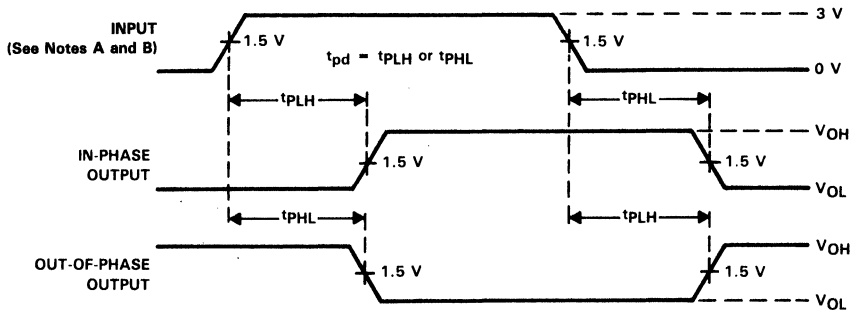 INPUT
(See Notes A and B)
1.5 V
tpd = tPLH or tPHL
1.5 V
3 V
0 V
tPLH
tPHL
IN-PHASE
OUTPUT
1.5 V
1.5 V
VOH
VOL
tPHL
tPLH
OUT-OF-PHASE
OUTPUT
1.5 V
1.5 V
VOH
VOL